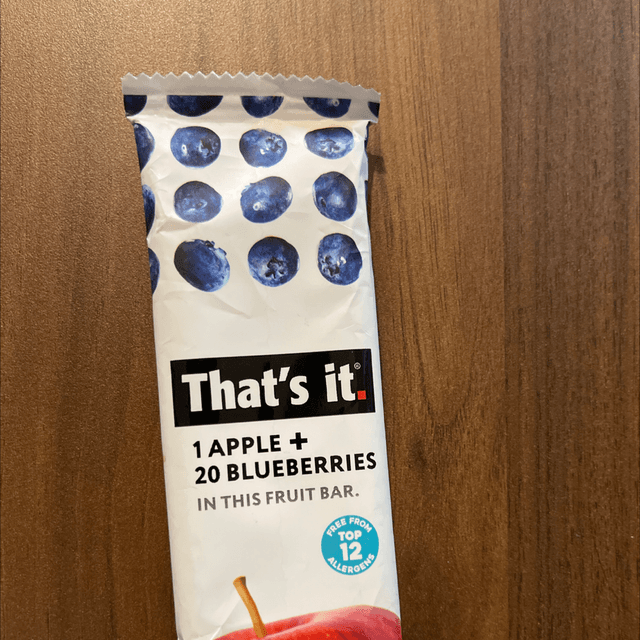 That's it.®
1 APPLE +
20 BLUEBERRIES
IN THIS FRUIT BAR.
FREE FROM
TOP
12
ALLERGENS